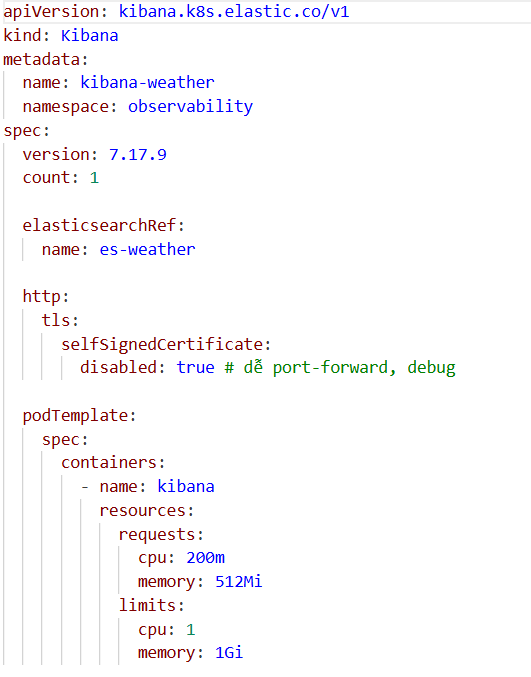 apiVersion: kibana.k8s.elastic.co/v1
kind: Kibana
metadata:
  name: kibana-weather
  namespace: observability
spec:
  version: 7.17.9
  count: 1

  elasticsearchRef:
    name: es-weather

  http:
    tls:
      selfSignedCertificate:
        disabled: true # dễ port-forward, debug

  podTemplate:
    spec:
      containers:
        - name: kibana
          resources:
            requests:
              cpu: 200m
              memory: 512Mi
            limits:
              cpu: 1
              memory: 1Gi